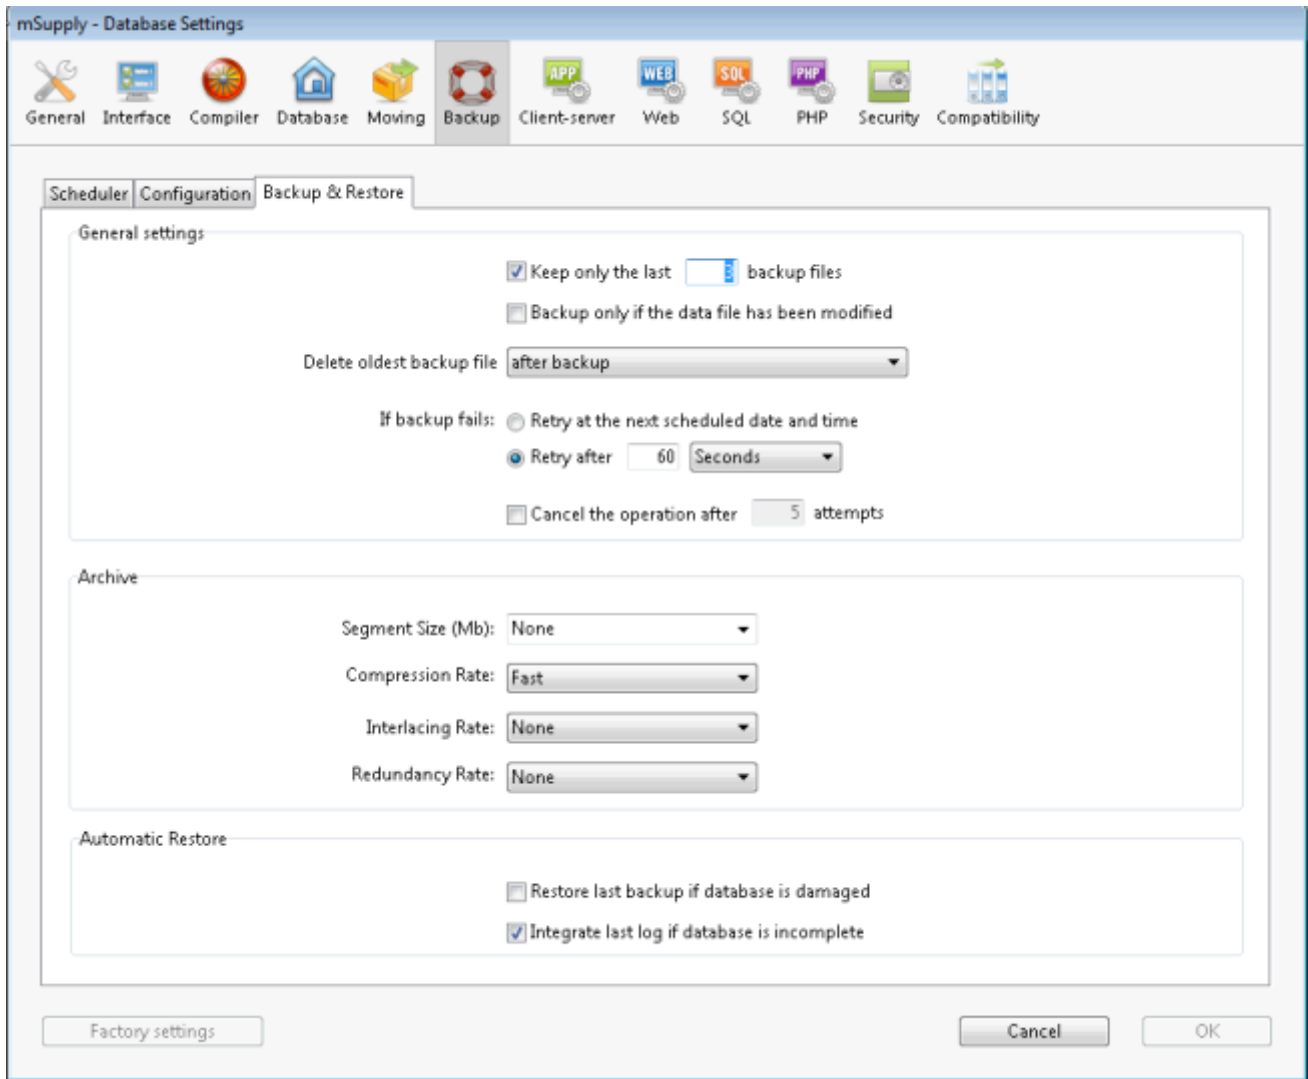 mSupply - Database Settings
APP WEB SQL PHP
General Interface Compiler Database Moving Backup Client-server Web SQL PHP Security Compatibility
Scheduler Configuration Backup & Restore
General settings
Keep only the last 3 backup files
Backup only if the data file has been modified
Delete oldest backup file after backup
If backup fails: Retry at the next scheduled date and time
Retry after 60 Seconds
Cancel the operation after 5 attempts
Archive
Segment Size (Mb): None
Compression Rate: Fast
Interlacing Rate: None
Redundancy Rate: None
Automatic Restore
Restore last backup if database is damaged
Integrate last log if database is incomplete
Factory settings Cancel OK